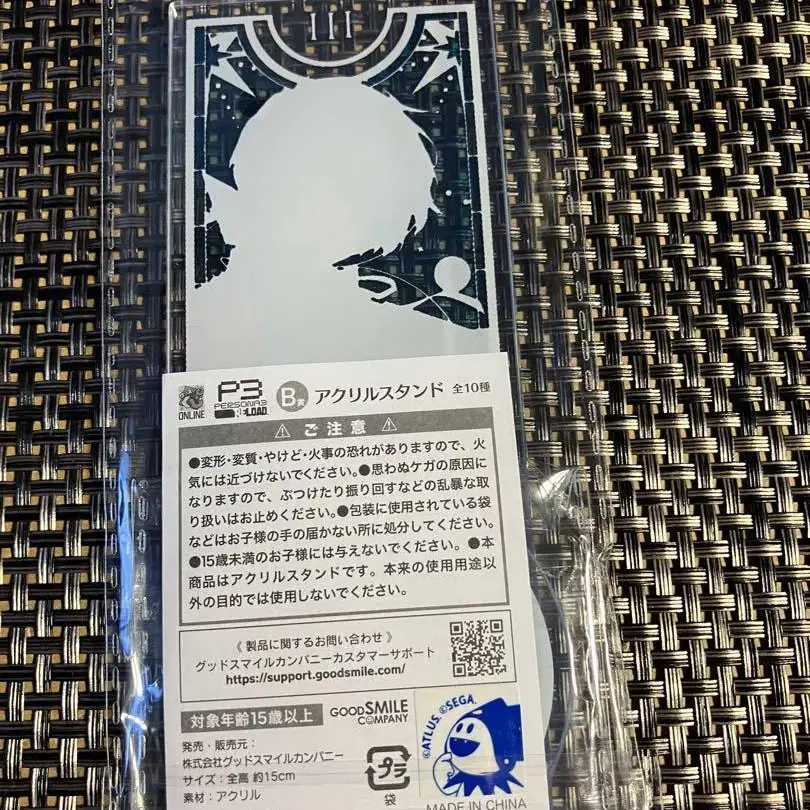 III
ONLINE
P3
PERSONA3
RELOAD
B賞 アクリルスタンド 全10種
⚠ ご注意 ⚠
●変形・変質・やけど・火事の恐れがありますので、火
気には近づけないでください。●思わぬケガの原因に
なりますので、ぶつけたり振り回すなどの乱暴な取
り扱いはお止めください。●包装に使用されている袋
などはお子様の手の届かない所に処分してください。
●15歳未満のお子様には与えないでください。●本
商品はアクリルスタンドです。本来の使用用途以
外の目的では使用しないでください。
《 製品に関するお問い合わせ 》
グッドスマイルカンパニーカスタマーサポート
https://support.goodsmile.com/
対象年齢15歳以上
GOODSMILE
COMPANY
発売・販売元：
株式会社グッドスマイルカンパニー
サイズ：全高 約15cm
素材：アクリル
プラ
袋
©ATLUS. ©SEGA.
MADE IN CHINA